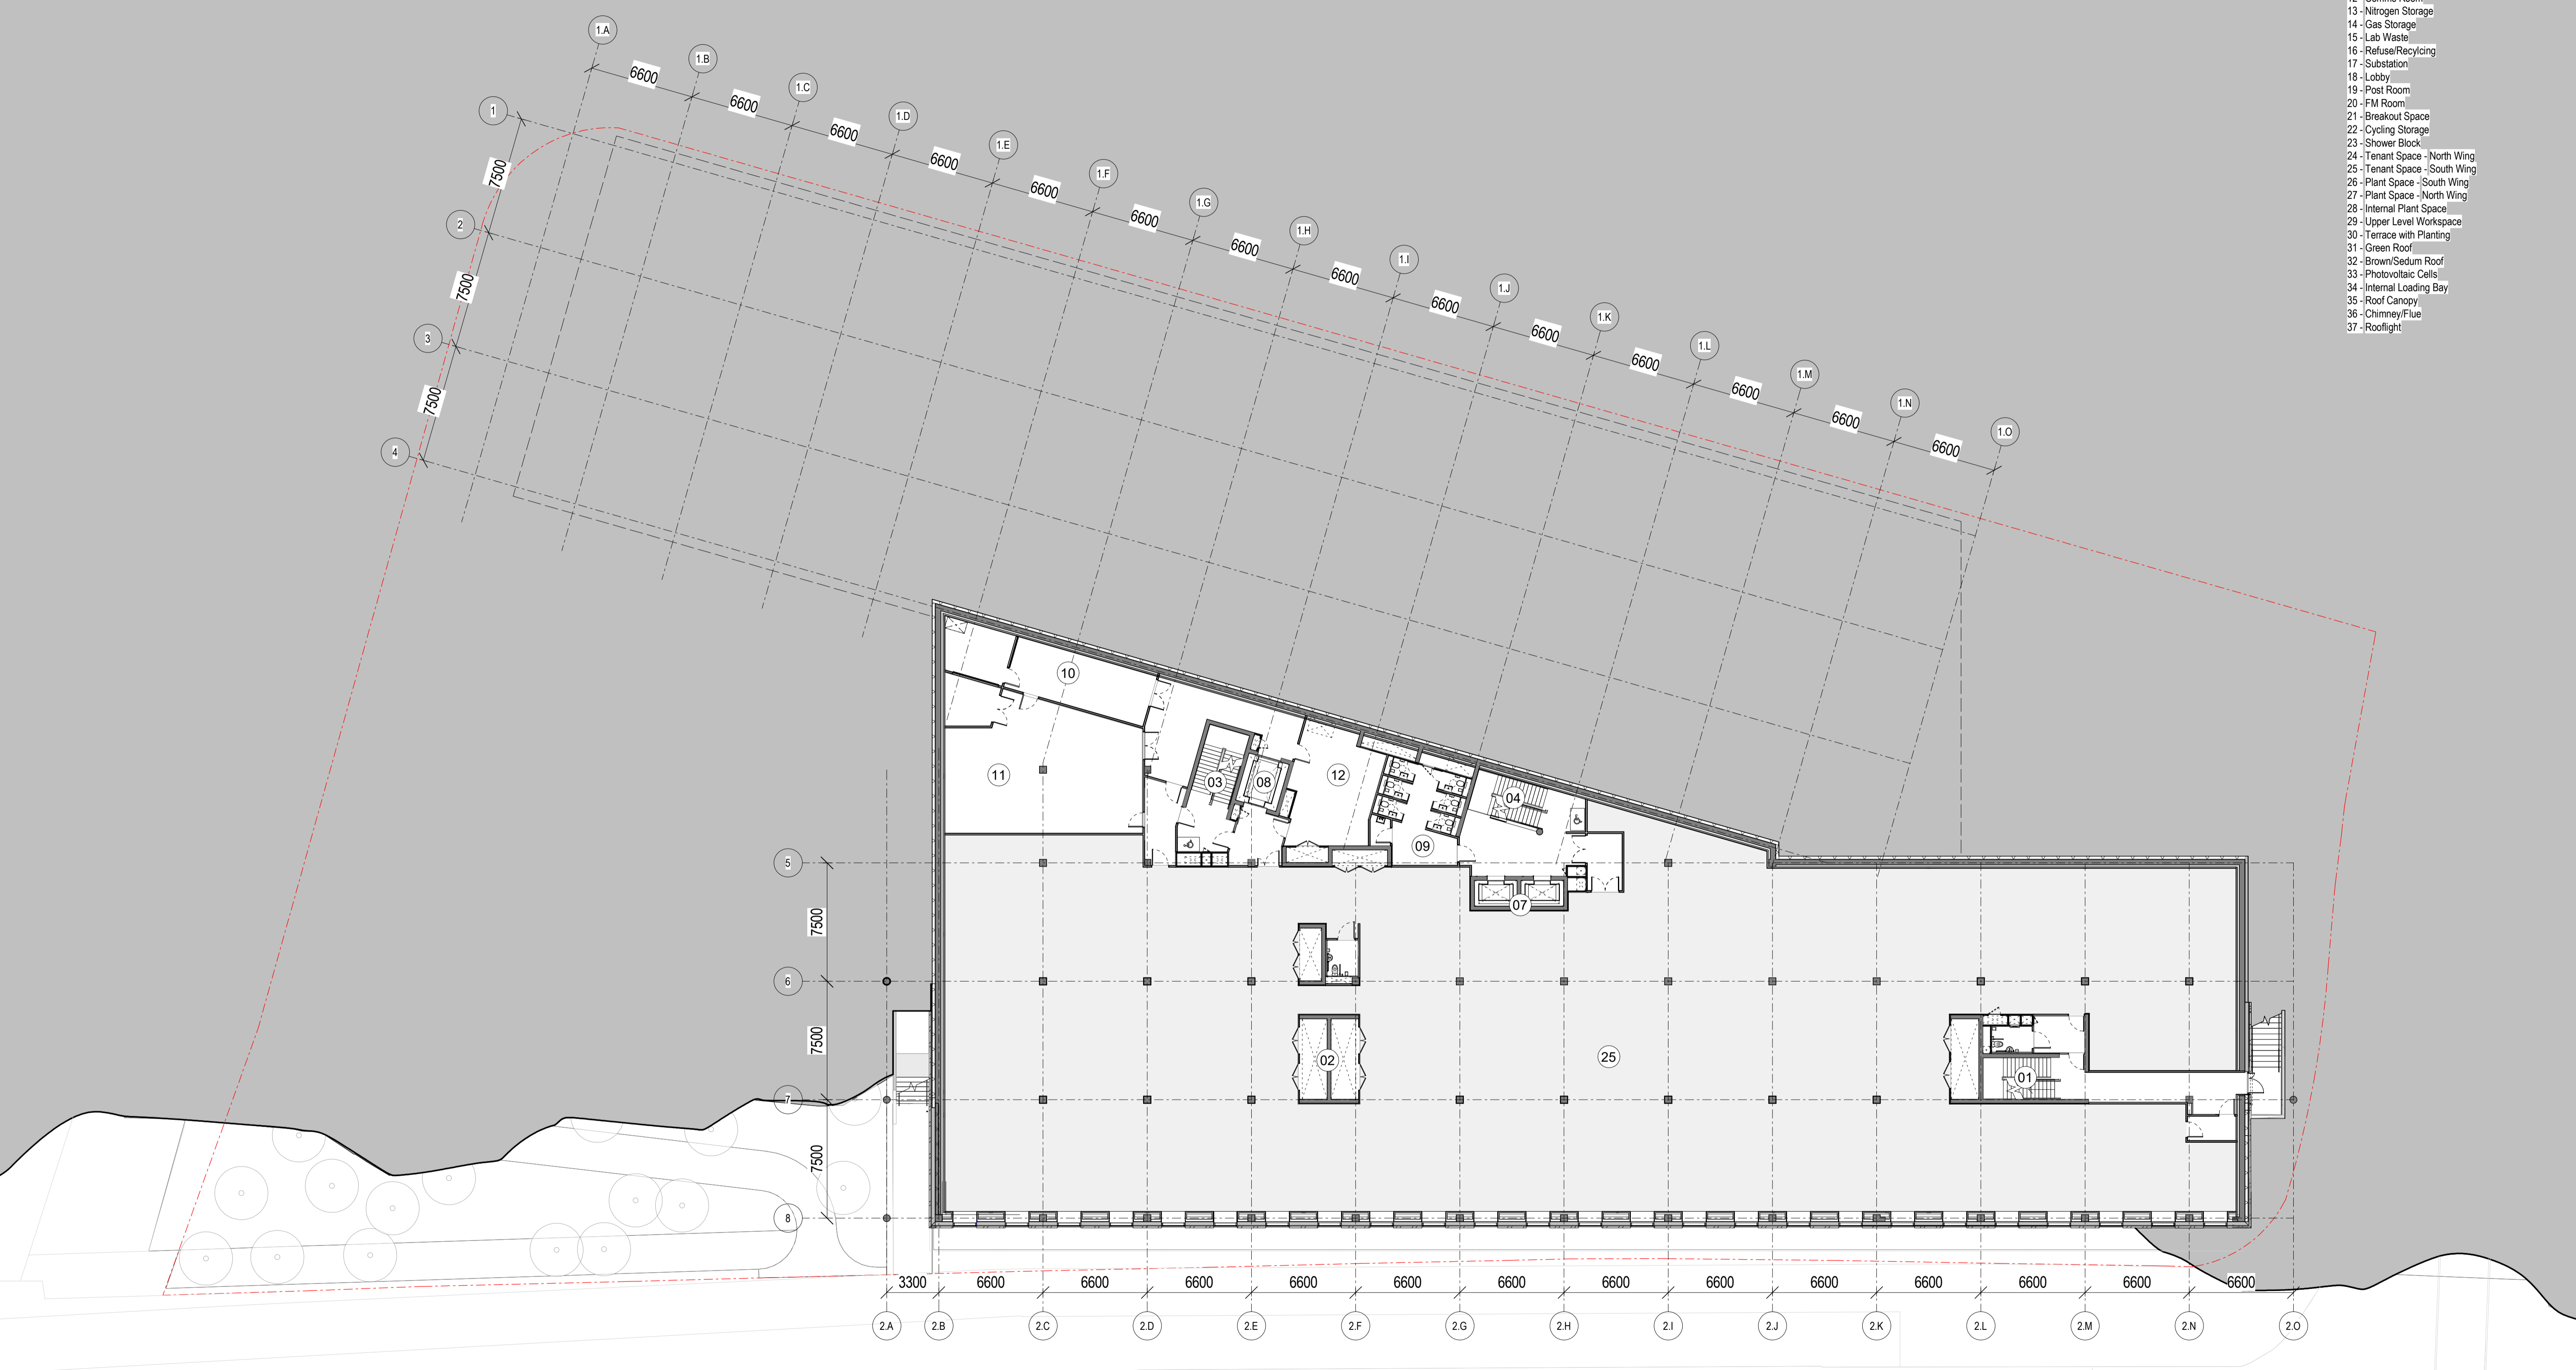 13 - Nitrogen Storage
14 - Gas Storage
15 - Lab Waste
16 - Refuse/Recylcing
17 - Substation
18 - Lobby
19 - Post Room
20 - FM Room
21 - Breakout Space
22 - Cycling Storage
23 - Shower Block
24 - Tenant Space - North Wing
25 - Tenant Space - South Wing
26 - Plant Space - South Wing
27 - Plant Space - North Wing
28 - Internal Plant Space
29 - Upper Level Workspace
30 - Terrace with Planting
31 - Green Roof
32 - Brown/Sedum Roof
33 - Photovoltaic Cells
34 - Internal Loading Bay
35 - Roof Canopy
36 - Chimney/Flue
37 - Rooflight
1.A
1.B
1.C
1.D
1.E
1.F
1.G
1.H
1.I
1.J
1.K
1.L
1.M
1.N
1.O
6600
6600
6600
6600
6600
6600
6600
6600
6600
6600
6600
6600
6600
6600
1
2
3
4
7500
7500
7500
10
11
03
08
12
04
09
07
02
25
01
5
6
7
8
7500
7500
7500
3300
6600
6600
6600
6600
6600
6600
6600
6600
6600
6600
6600
6600
6600
2.A
2.B
2.C
2.D
2.E
2.F
2.G
2.H
2.I
2.J
2.K
2.L
2.M
2.N
2.O